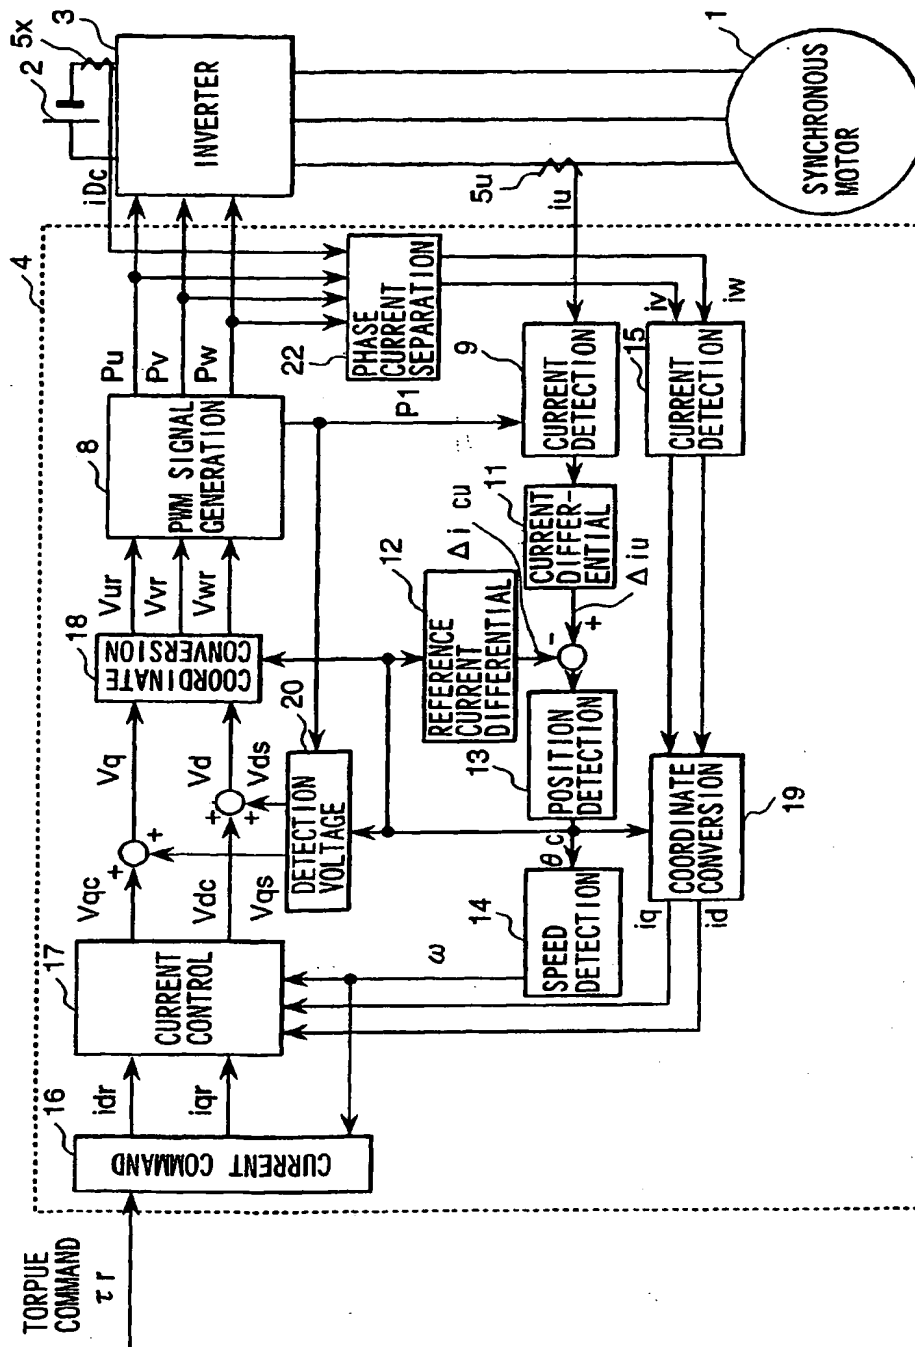 TORPUE
COMMAND
τr
16
CURRENT COMMAND
idr
iqr
17
CURRENT
CONTROL
Vqc
Vdc
Vqs
+
+
+
+
Vq
Vd
Vds
18
COORDINATE
CONVERSION
Vur
Vvr
Vwr
8
PWM SIGNAL
GENERATION
Pu
Pv
Pw
4
iDc
2
5x
3
INVERTER
1
SYNCHRONOUS
MOTOR
5u
iu
22
PHASE
CURRENT
SEPARATION
P1
iv
iw
9
CURRENT
DETECTION
15
CURRENT
DETECTION
11
CURRENT
DIFFER-
ENTIAL
Δiu
Δi cu
12
REFERENCE
CURRENT
DIFFERENTIAL
-
+
13
POSITION
DETECTION
20
DETECTION
VOLTAGE
θc
14
SPEED
DETECTION
ω
19
COORDINATE
CONVERSION
iq
id